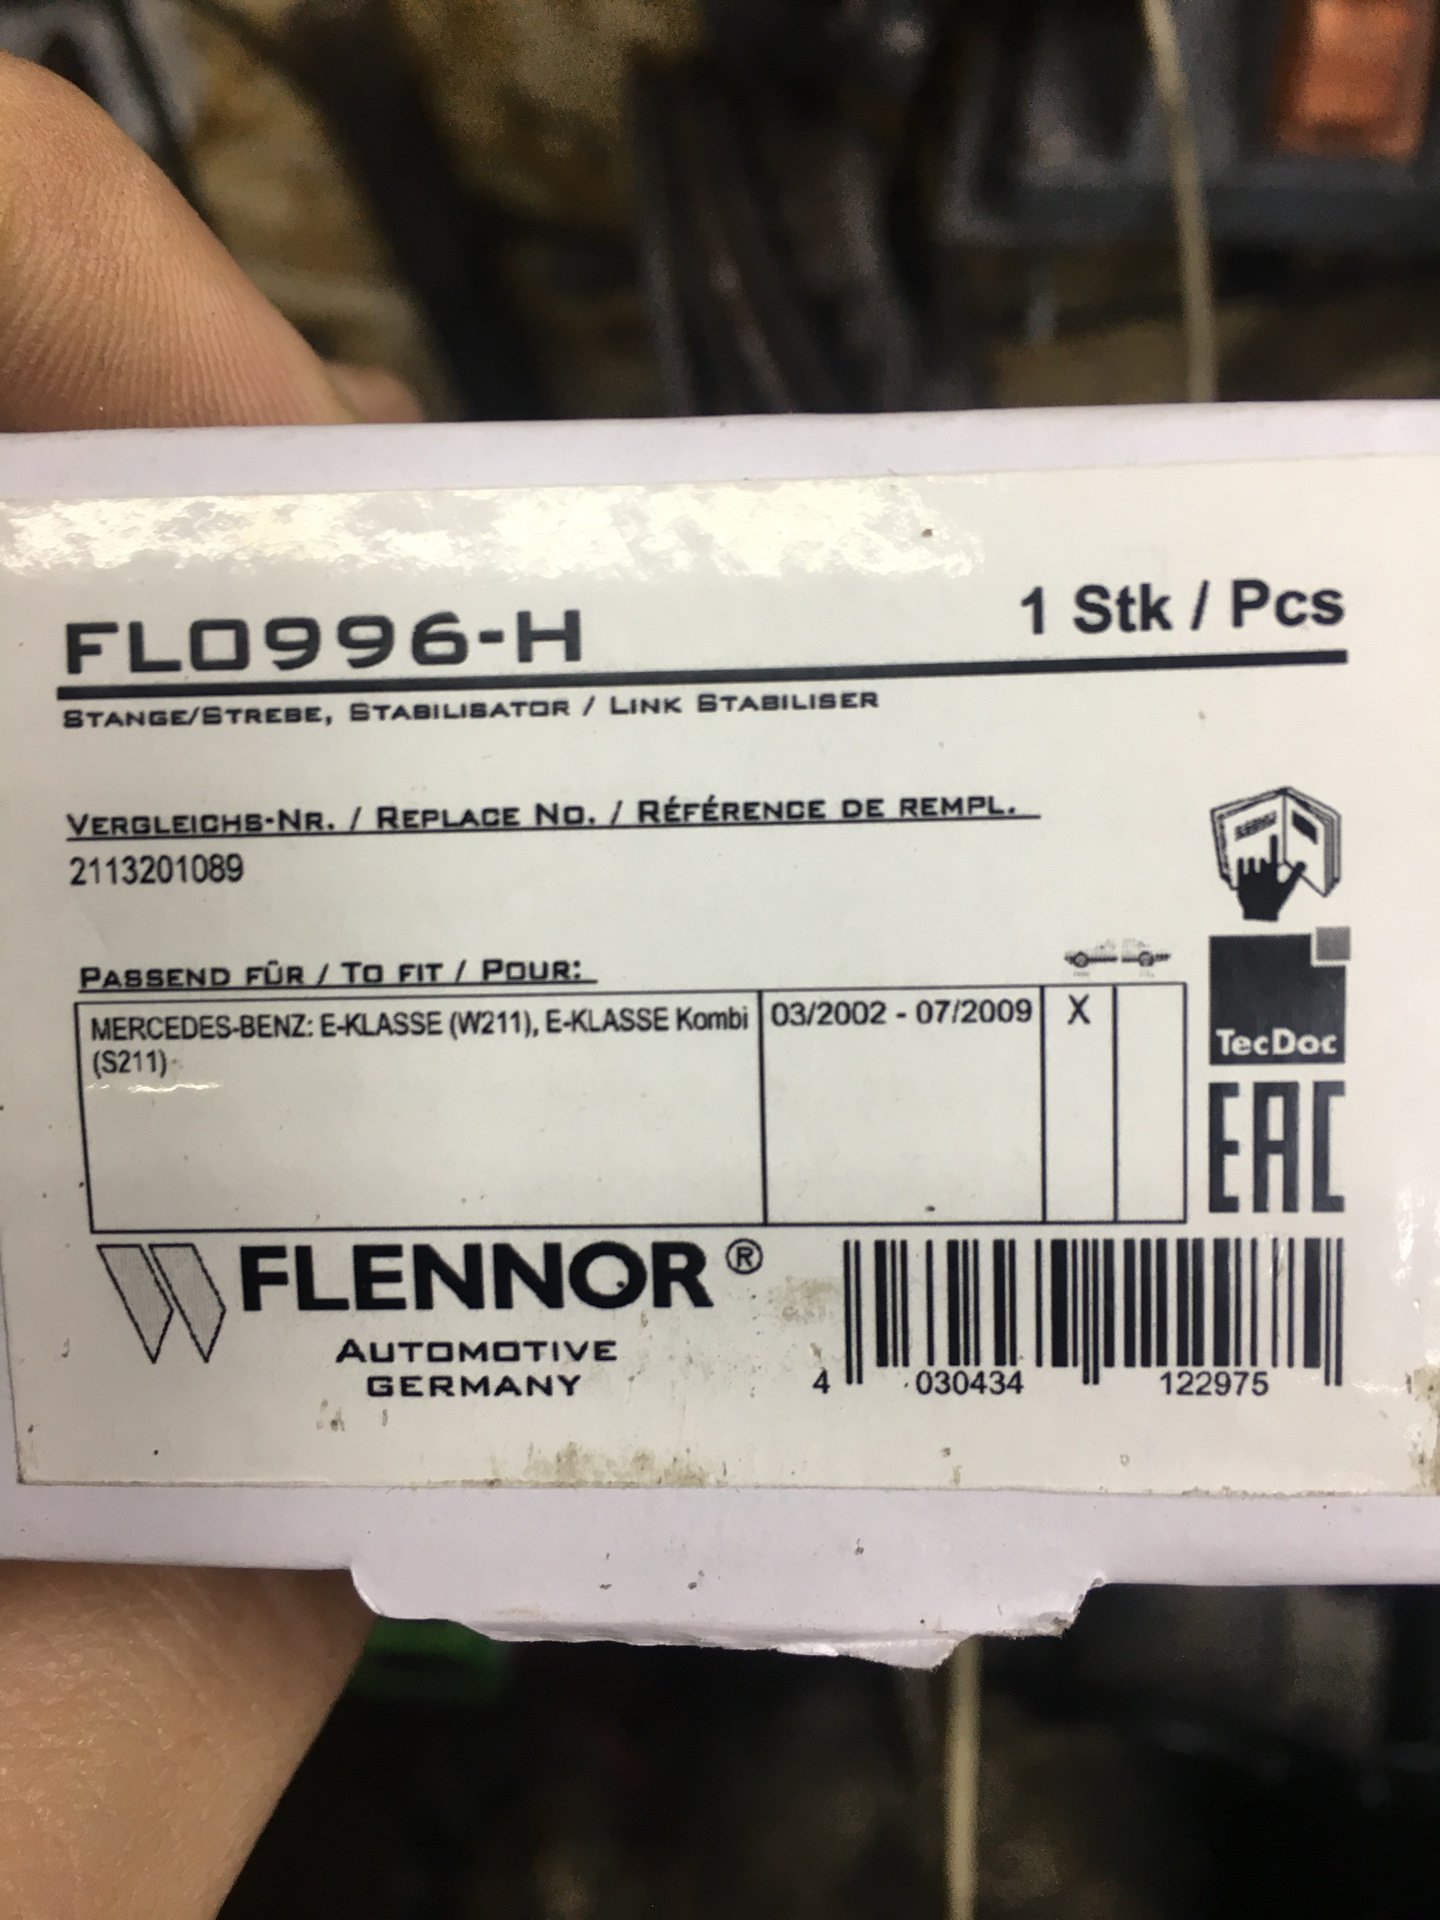 FL0996-H
1 Stk / Pcs
STANGE/STREBE, STABILISATOR / LINK STABILISER
VERGLEICHS-NR. / REPLACE NO. / RÉFÉRENCE DE REMPL.
2113201089
PASSEND FÜR / TO FIT / POUR:
MERCEDES-BENZ: E-KLASSE (W211), E-KLASSE Kombi
(S211)
03/2002 - 07/2009
X
TecDoc
EAC
FLENNOR ®
AUTOMOTIVE
GERMANY
4 030434 122975